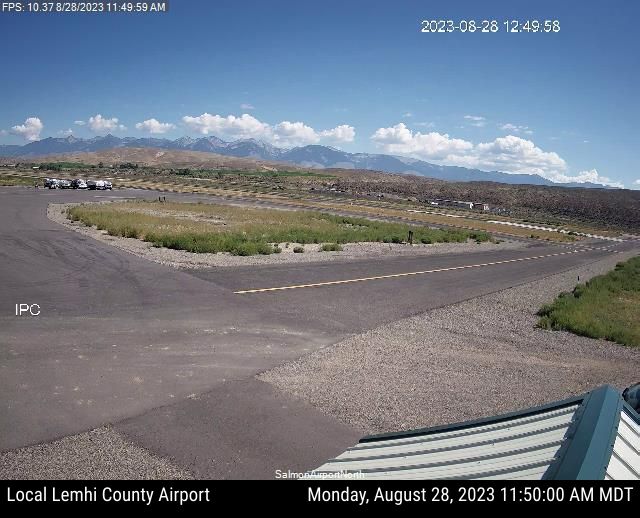 FPS: 10.37 8/28/2023 11:49:59 AM
2023-08-28 12:49:58
IPC
SalmonAirportNorth
Local Lemhi County Airport Monday, August 28, 2023 11:50:00 AM MDT